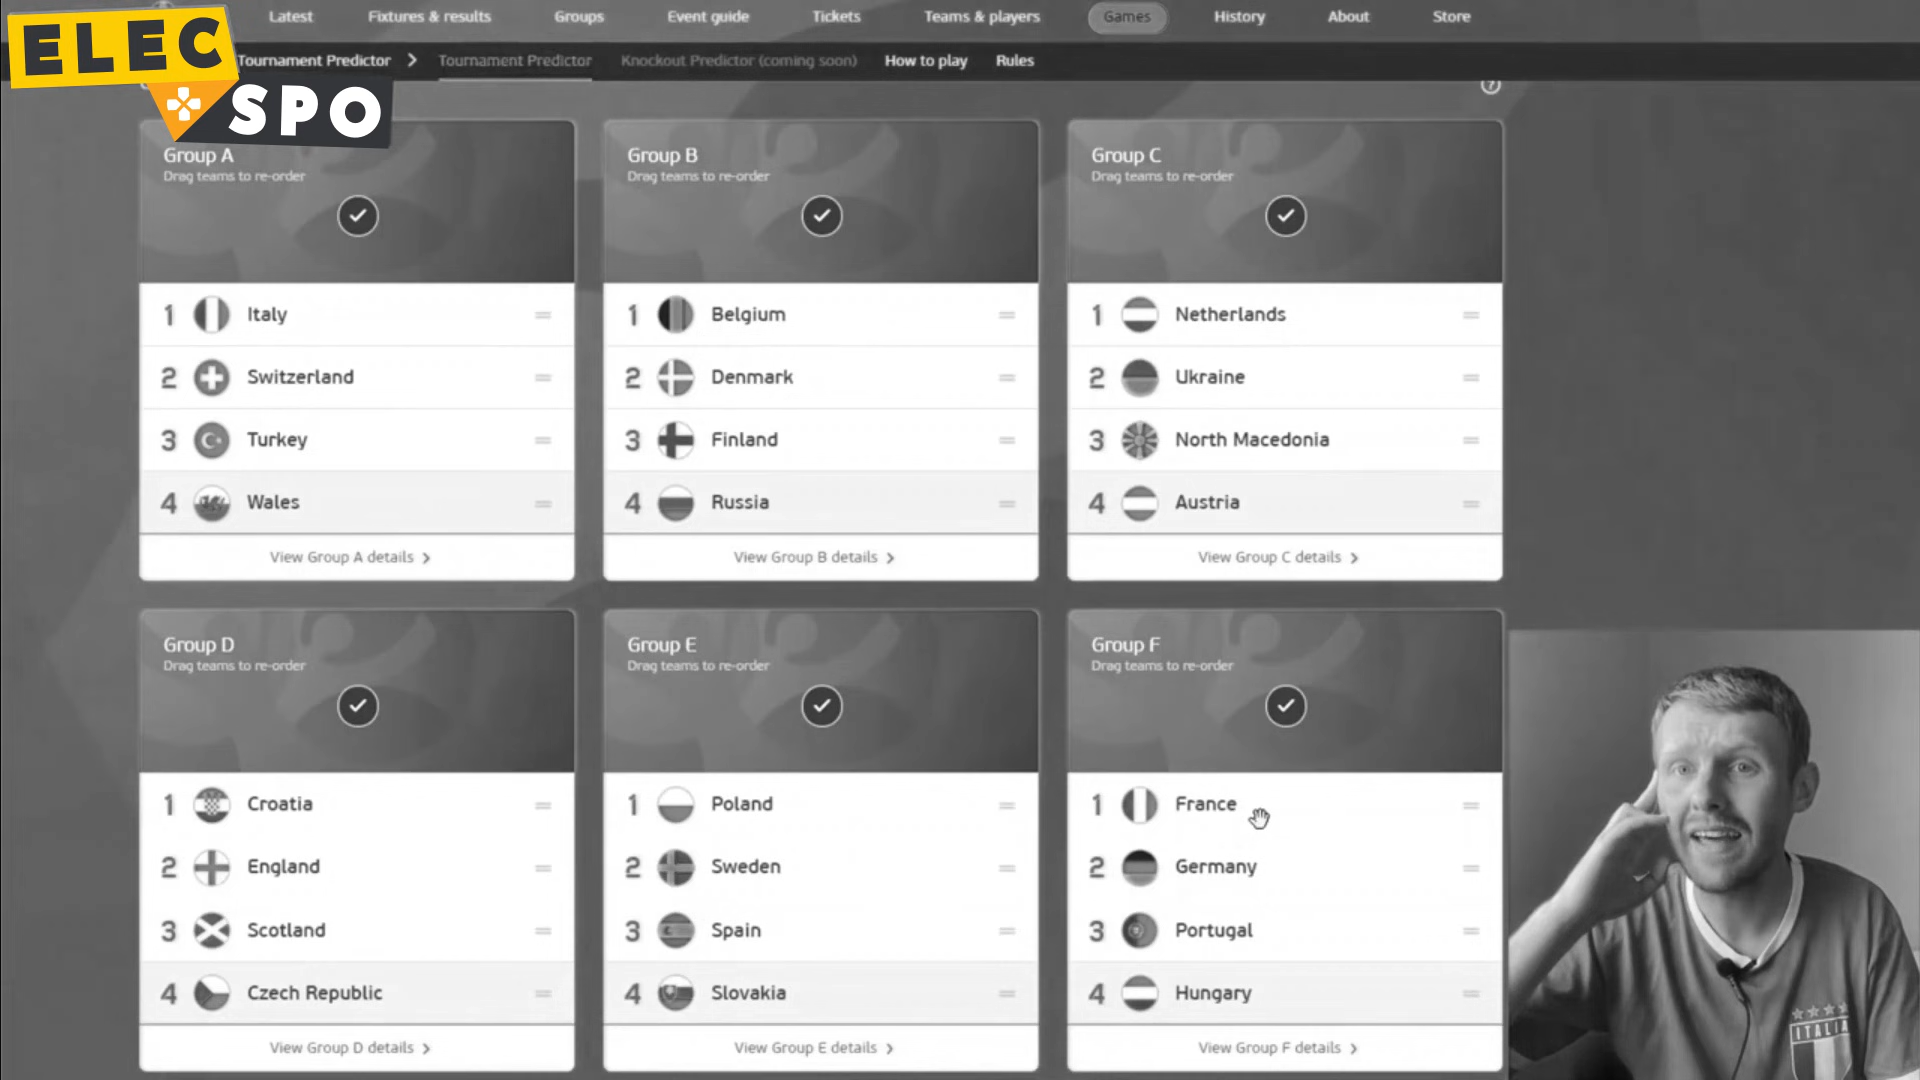 ELEC
SPO
Latest
Fixtures & results
Groups
Event guide
Tickets
Teams & players
Games
History
About
Store
Tournament Predictor
Tournament Predictor
Knockout Predictor (coming soon)
How to play
Rules
?
Group A
Drag teams to re-order
1 Italy
2 Switzerland
3 Turkey
4 Wales
View Group A details
Group B
Drag teams to re-order
1 Belgium
2 Denmark
3 Finland
4 Russia
View Group B details
Group C
Drag teams to re-order
1 Netherlands
2 Ukraine
3 North Macedonia
4 Austria
View Group C details
Group D
Drag teams to re-order
1 Croatia
2 England
3 Scotland
4 Czech Republic
View Group D details
Group E
Drag teams to re-order
1 Poland
2 Sweden
3 Spain
4 Slovakia
View Group E details
Group F
Drag teams to re-order
1 France
2 Germany
3 Portugal
4 Hungary
View Group F details
ITALIA